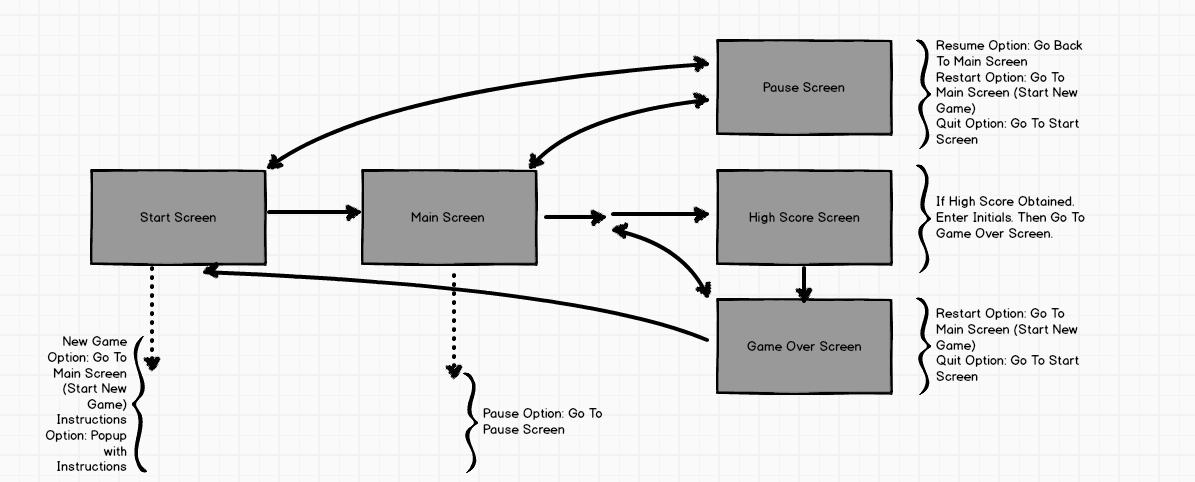 Pause Screen
Resume Option: Go Back
To Main Screen
Restart Option: Go To
Main Screen (Start New
Game)
Quit Option: Go To Start
Screen
Start Screen
Main Screen
High Score Screen
If High Score Obtained.
Enter Initials. Then Go To
Game Over Screen.
Game Over Screen
Restart Option: Go To
Main Screen (Start New
Game)
Quit Option: Go To Start
Screen
New Game
Option: Go To
Main Screen
(Start New
Game)
Instructions
Option: Popup
with
Instructions
Pause Option: Go To
Pause Screen